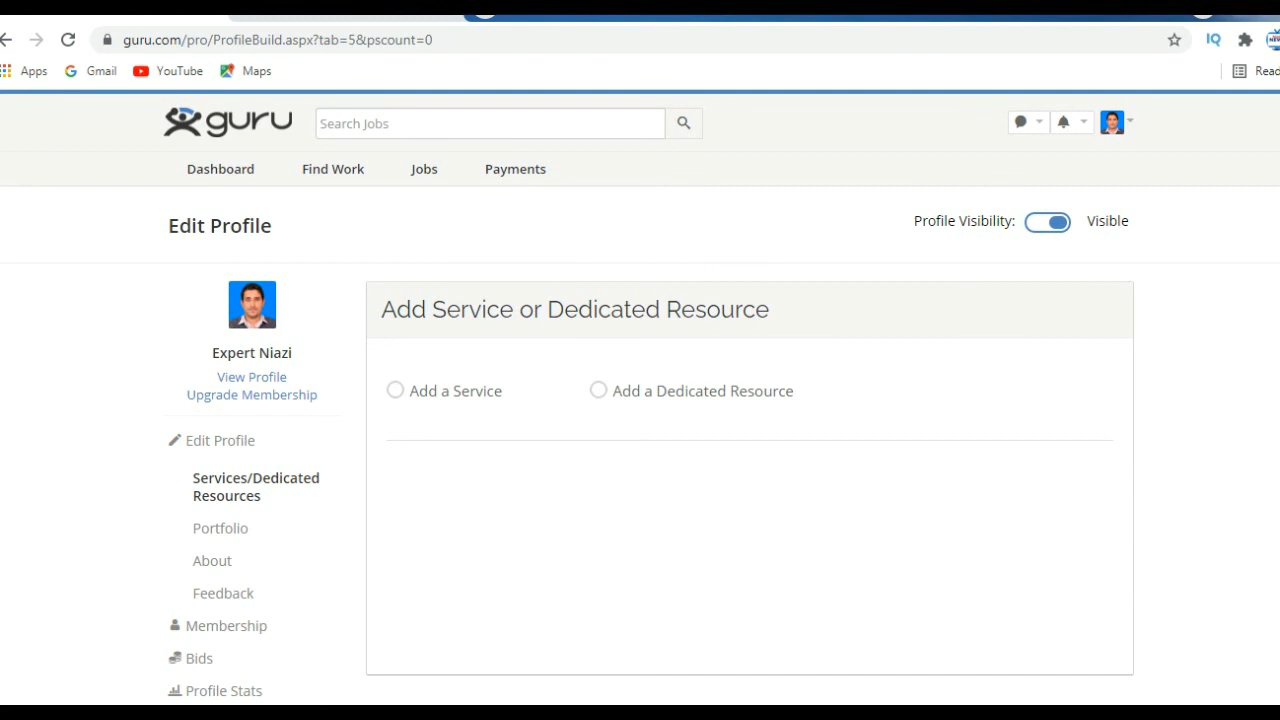 guru.com/pro/ProfileBuild.aspx?tab=5&pscount=0
IQ
Apps Gmail YouTube Maps
guru
Search Jobs
Dashboard Find Work Jobs Payments
Edit Profile
Profile Visibility: Visible
Add Service or Dedicated Resource
Expert Niazi
View Profile
Upgrade Membership
Add a Service Add a Dedicated Resource
Edit Profile
Services/Dedicated
Resources
Portfolio
About
Feedback
Membership
Bids
Profile Stats